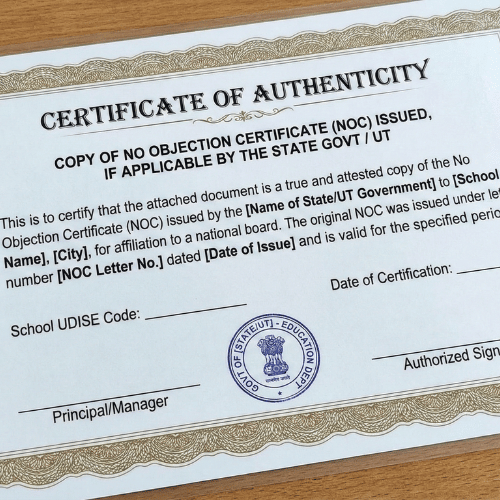 CERTIFICATE OF AUTHENTICITY
COPY OF NO OBJECTION CERTIFICATE (NOC) ISSUED,
IF APPLICABLE BY THE STATE GOVT / UT
This is to certify that the attached document is a true and attested copy of the No
Objection Certificate (NOC) issued by the [Name of State/UT Government] to [School
Name], [City], for affiliation to a national board. The original NOC was issued under
number [NOC Letter No.] dated [Date of Issue] and is valid for the specified
Date of Certification:
School UDISE Code:
GOVT OF [STATE/UT] - EDUCATION DEPT
Authorized
Principal/Manager